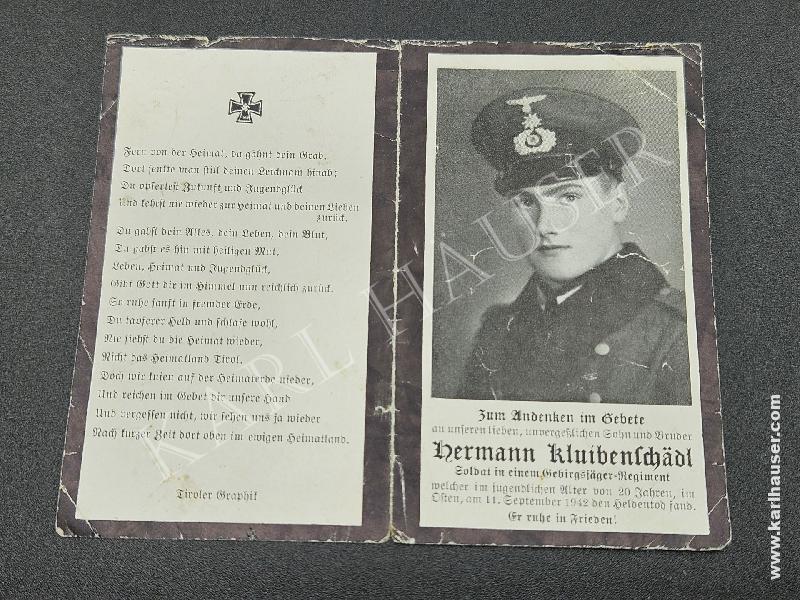 Fern von der Heimat, da gähnt dein Grab,
Dort senkte man still deinen Leichnam hinab;
Du opferlest Zukunft und Jugendglück
Und kehrst nie wieder zur Heimat und deinen Lieben
zurück.
Du gabst dein Alles, dein Leben, dein Blut,
Du gabst es hin mit heiligen Mut,
Leben, Heimat und Jugendglück,
Gibt Gott dir im Himmel nun reichlich zurück.
So ruhe sanft in fremder Erde,
Du tapferer Held und schlafe wohl,
Nie siehst du die Heimat wieder,
Nicht das Heimatland Tirol.
Doch wir knien auf der Heimaterde nieder,
Und reichen im Gebet dir unsere Hand
Und vergessen nicht, wir sehen uns ja wieder
Nach kurzer Zeit dort oben im ewigen Heimatland.
Tiroler Graphik
Zum Andenken im Gebete
an unseren lieben, unvergeßlichen Sohn und Bruder
Hermann Kluibenschädl
Soldat in einem Gebirgsjäger-Regiment
welcher im jugendlichen Alter von 20 Jahren, im
Osten, am 11. September 1942 den Heldentod fand.
Er ruhe in Frieden!
KARL HAUSER
www.karlhauser.com